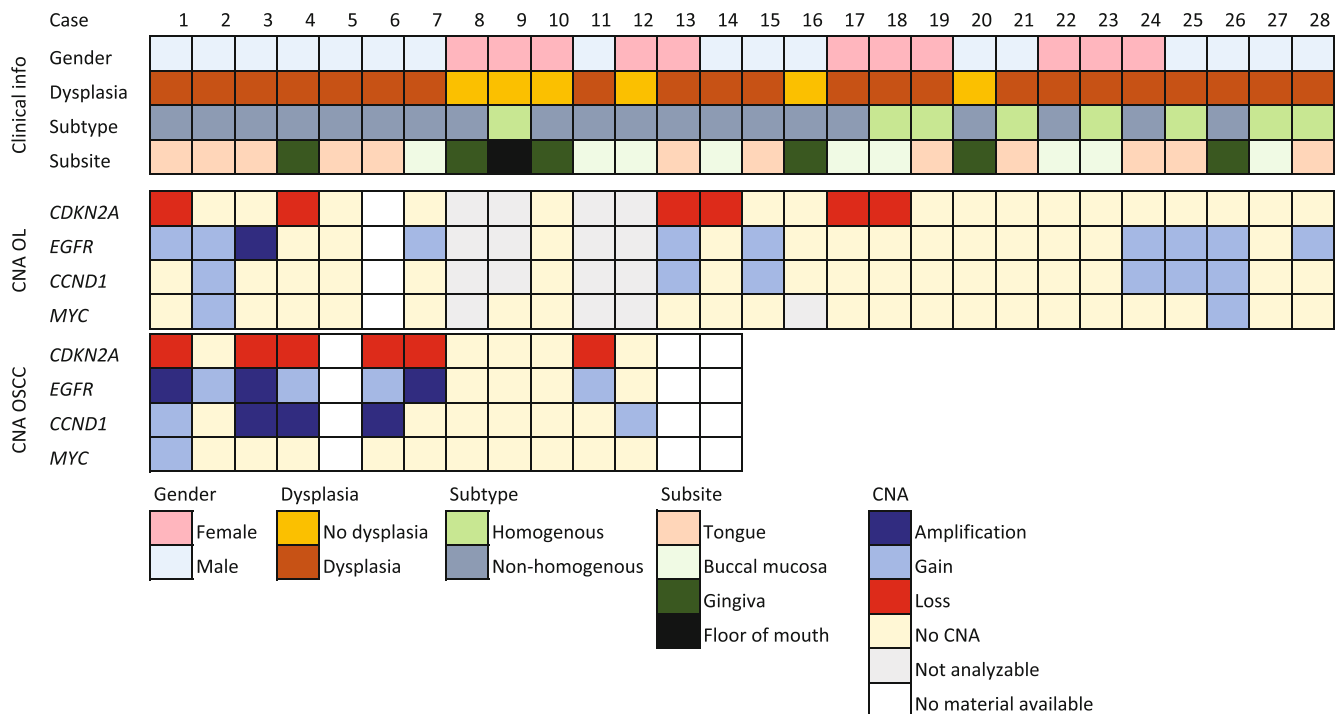 Case 1 2 3 4 5 6 7 8 9 10 11 12 13 14 15 16 17 18 19 20 21 22 23 24 25 26 27 28
Clinical info
Gender
Dysplasia
Subtype
Subsite
CNA OL
CDKN2A
EGFR
CCND1
MYC
CNA OSCC
CDKN2A
EGFR
CCND1
MYC
Gender
Female
Male
Dysplasia
No dysplasia
Dysplasia
Subtype
Homogenous
Non-homogenous
Subsite
Tongue
Buccal mucosa
Gingiva
Floor of mouth
CNA
Amplification
Gain
Loss
No CNA
Not analyzable
No material available